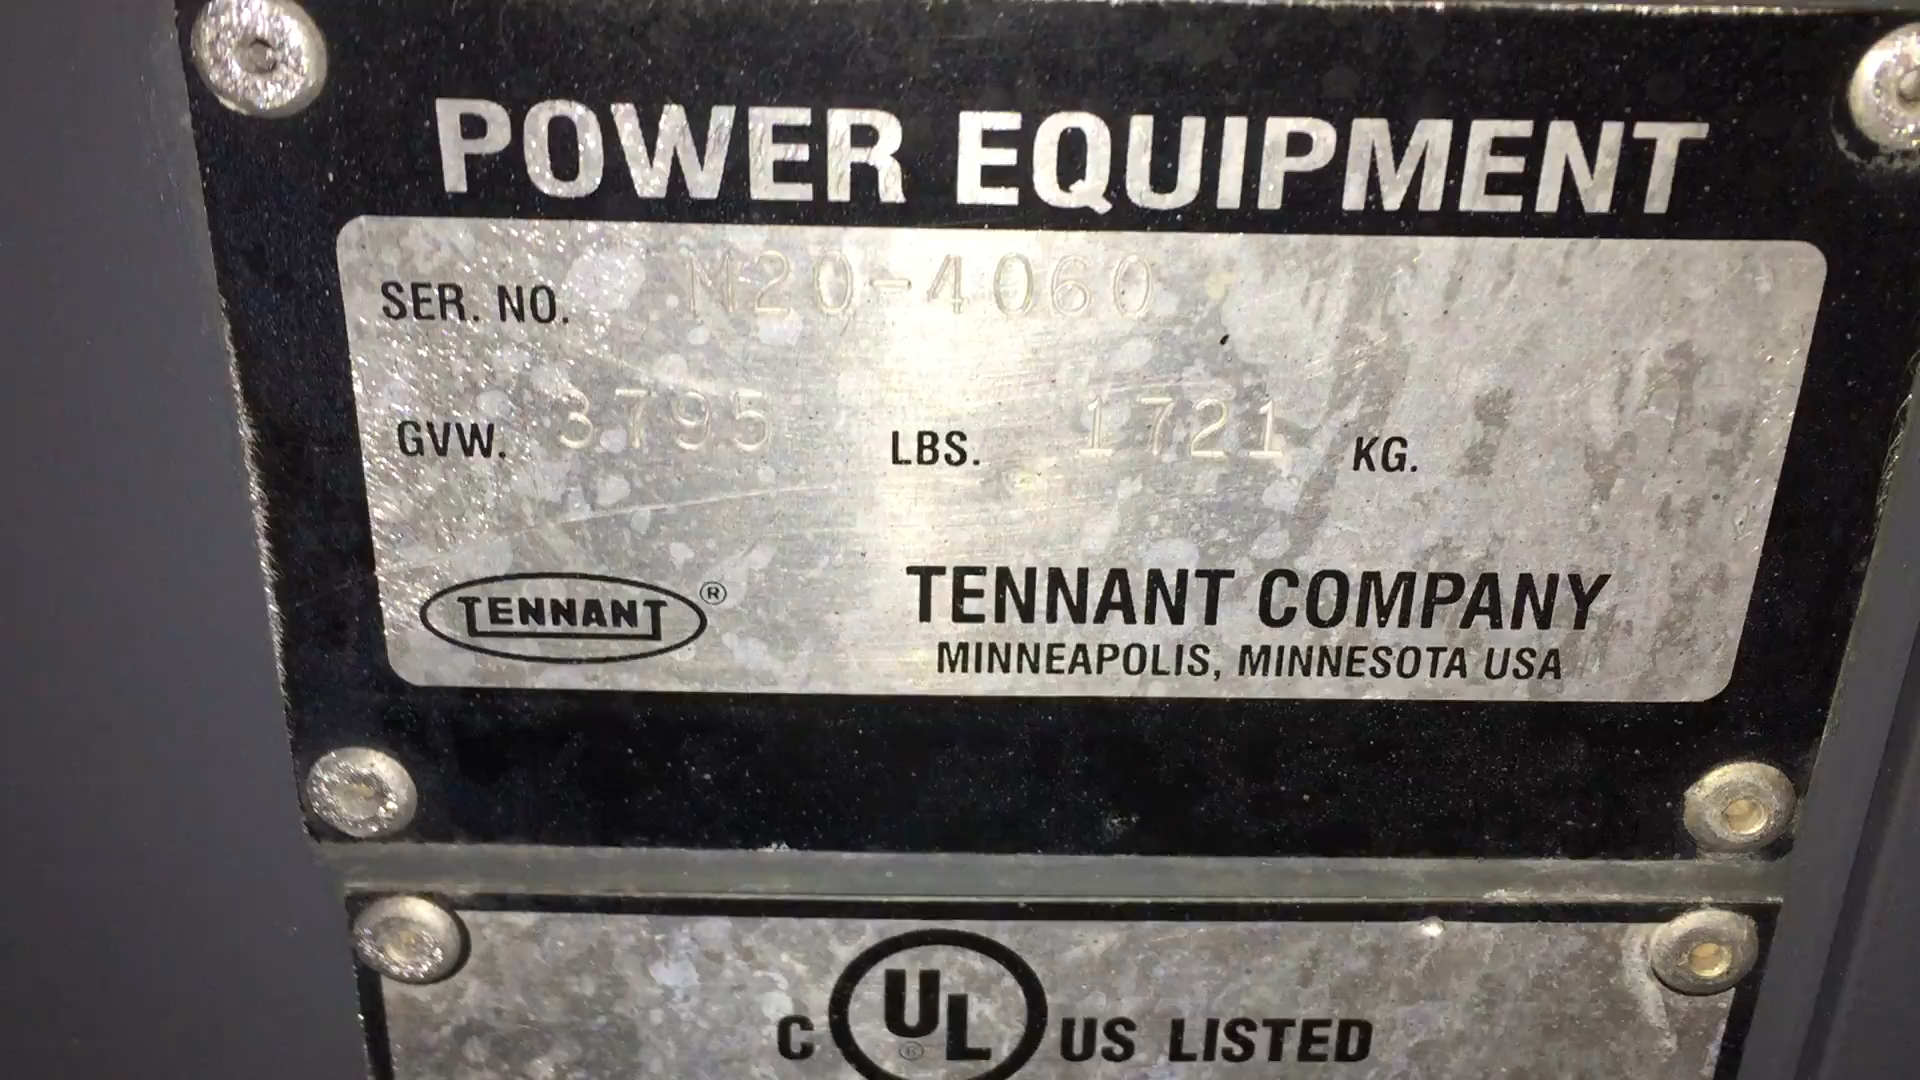 POWER EQUIPMENT
SER. NO. M20-4060
GVW. 3795 LBS. 1721 KG.
TENNANT ®
TENNANT COMPANY
MINNEAPOLIS, MINNESOTA USA
C UL ® US LISTED